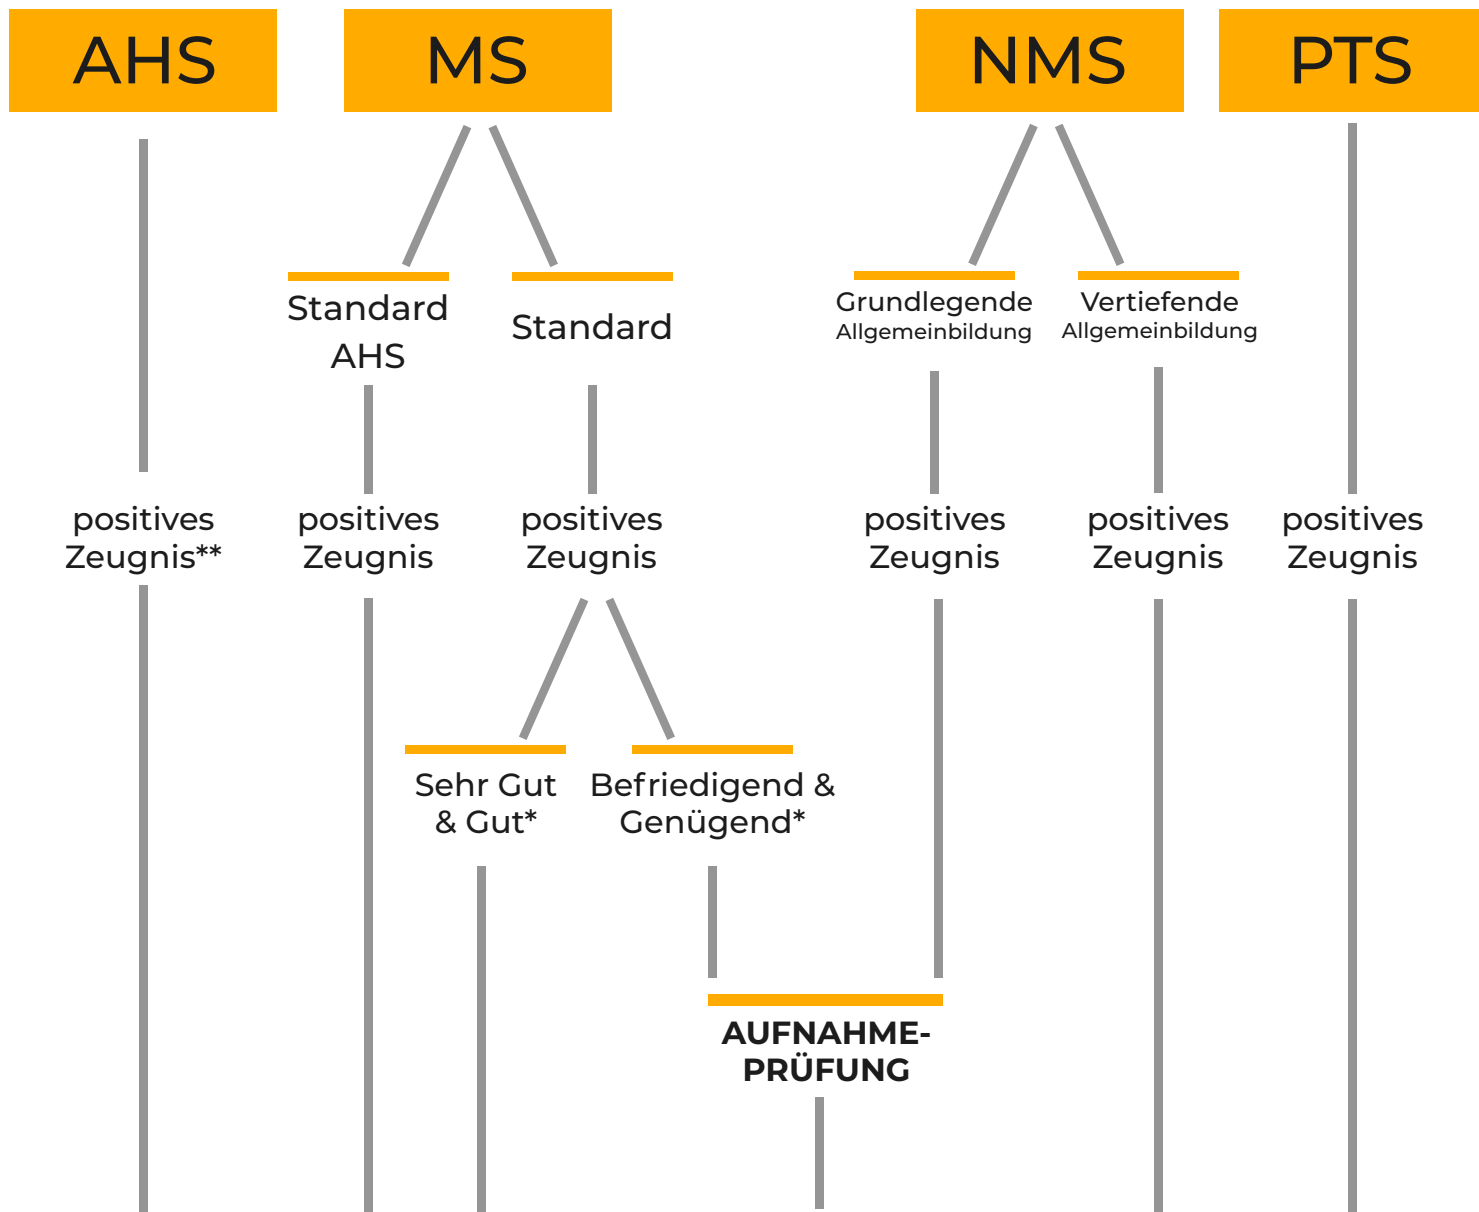 AHS
MS
NMS
PTS
Standard
AHS
Standard
Grundlegende
Allgemeinbildung
Vertiefende
Allgemeinbildung
positives
Zeugnis**
positives
Zeugnis
positives
Zeugnis
positives
Zeugnis
positives
Zeugnis
positives
Zeugnis
Sehr Gut
& Gut*
Befriedigend &
Genügend*
AUFNAHME-
PRÜFUNG